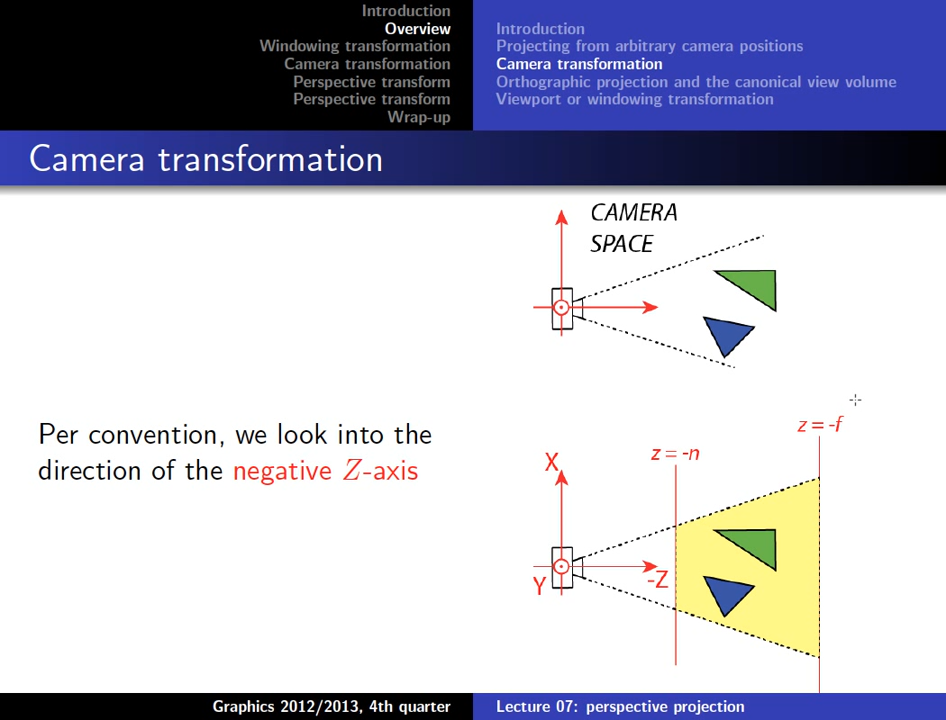 Introduction
Overview
Windowing transformation
Camera transformation
Perspective transform
Perspective transform
Wrap-up
Introduction
Projecting from arbitrary camera positions
Camera transformation
Orthographic projection and the canonical view volume
Viewport or windowing transformation
Camera transformation
CAMERA
SPACE
Per convention, we look into the
direction of the negative Z-axis
z = -f
z = -n
X
Y
-Z
Graphics 2012/2013, 4th quarter
Lecture 07: perspective projection